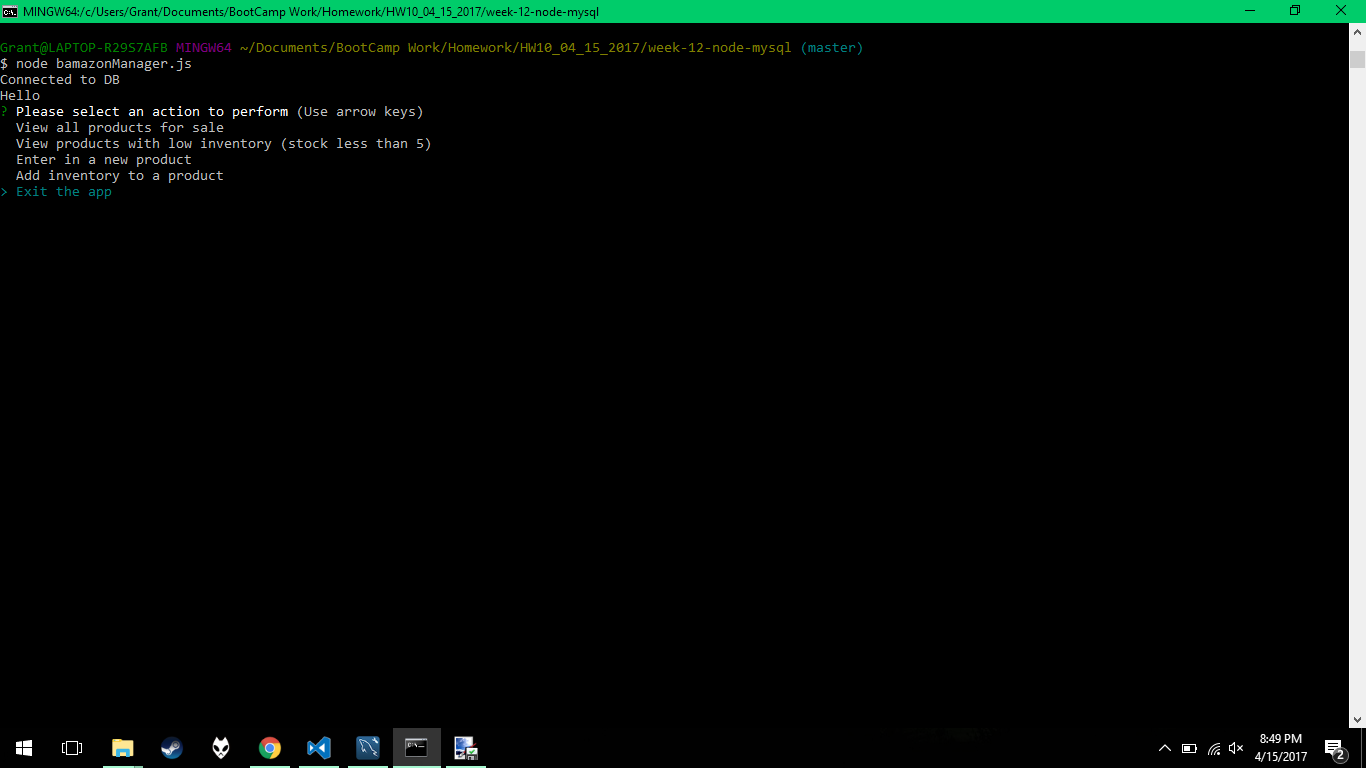 MINGW64:/c/Users/Grant/Documents/BootCamp Work/Homework/HW10_04_15_2017/week-12-node-mysql
Grant@LAPTOP-R29S7AFB MINGW64 ~/Documents/BootCamp Work/Homework/HW10_04_15_2017/week-12-node-mysql (master)
$ node bamazonManager.js
Connected to DB
Hello
? Please select an action to perform (Use arrow keys)
View all products for sale
View products with low inventory (stock less than 5)
Enter in a new product
Add inventory to a product
> Exit the app
8:49 PM
4/15/2017
2